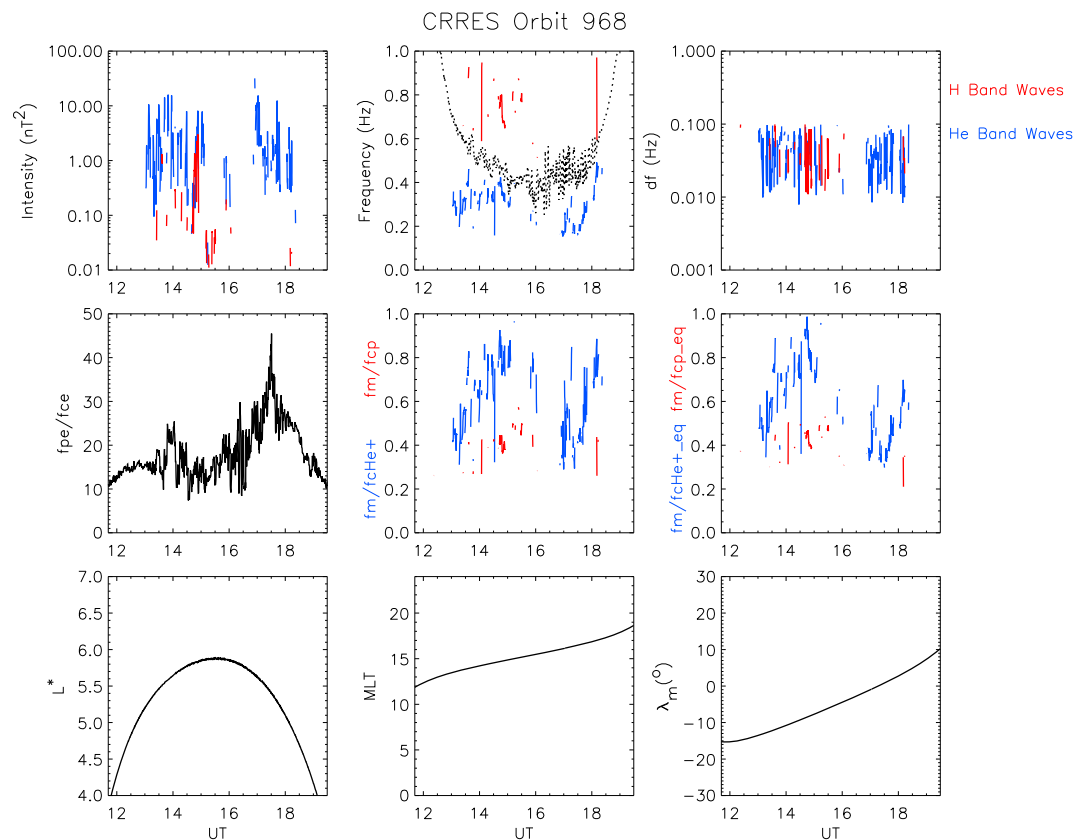 CRRES Orbit 968
Intensity (nT²)
100.00
10.00
1.00
0.10
0.01
12 14 16 18
Frequency (Hz)
1.0
0.8
0.6
0.4
0.2
0.0
12 14 16 18
df (Hz)
1.000
0.100
0.010
0.001
12 14 16 18
H Band Waves
He Band Waves
fpe/fce
50
40
30
20
10
0
12 14 16 18
fm/fcHe+ fm/fcp
1.0
0.8
0.6
0.4
0.2
0.0
12 14 16 18
fm/fcHe+_eq fm/fcp_eq
1.0
0.8
0.6
0.4
0.2
0.0
12 14 16 18
L*
7.0
6.5
6.0
5.5
5.0
4.5
4.0
12 14 16 18
UT
MLT
20
15
10
5
0
12 14 16 18
UT
λ_m(°)
30
20
10
0
-10
-20
-30
12 14 16 18
UT